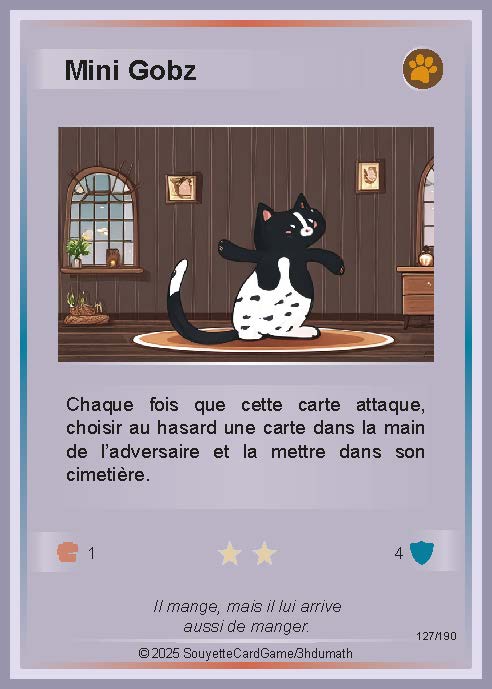 Mini Gobz
Chaque fois que cette carte attaque,
choisir au hasard une carte dans la main
de l’adversaire et la mettre dans son
cimetière.
1
4
Il mange, mais il lui arrive
aussi de manger.
127/190
© 2025 SouyetteCardGame/3hdumath